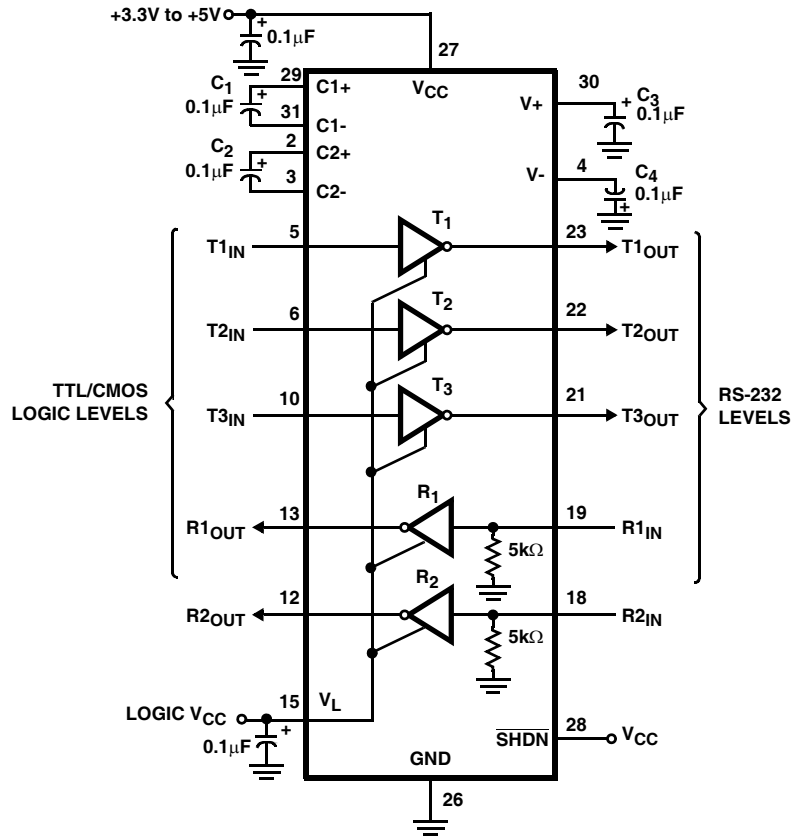 +3.3V to +5V
+
0.1μF
27
VCC
C1
0.1μF
+
29
C1+
31
C1-
C2
0.1μF
+
2
C2+
3
C2-
30
V+
+
C3
0.1μF
4
V-
C4
0.1μF
+
TTL/CMOS
LOGIC LEVELS
RS-232
LEVELS
T1IN
5
T1
23
T1OUT
T2IN
6
T2
22
T2OUT
T3IN
10
T3
21
T3OUT
R1OUT
13
R1
5kΩ
19
R1IN
R2OUT
12
R2
5kΩ
18
R2IN
LOGIC VCC
15
VL
+
0.1μF
SHDN
28
VCC
GND
26